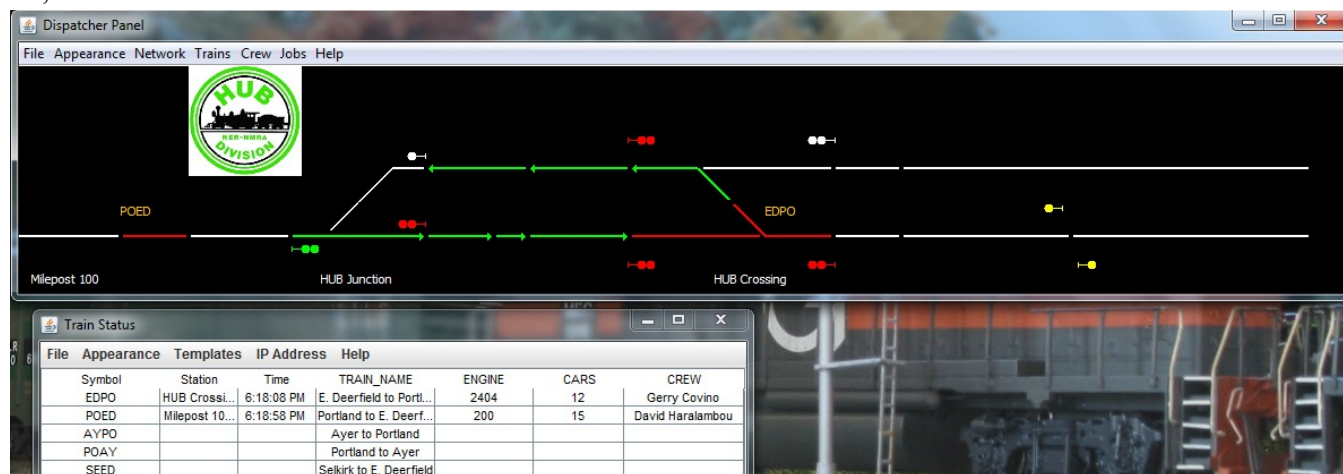 Dispatcher Panel
File Appearance Network Trains Crew Jobs Help
HUB
NER-NMRA
DIVISION
POED
EDPO
Milepost 100
HUB Junction
HUB Crossing
Train Status
File Appearance Templates IP Address Help
Symbol Station Time TRAIN_NAME ENGINE CARS CREW
EDPO HUB Crossi... 6:18:08 PM E. Deerfield to Portl... 2404 12 Gerry Covino
POED Milepost 10... 6:18:58 PM Portland to E. Deerf... 200 15 David Haralambou
AYPO Ayer to Portland
POAY Portland to Ayer
SEED Selkirk to E. Deerfield